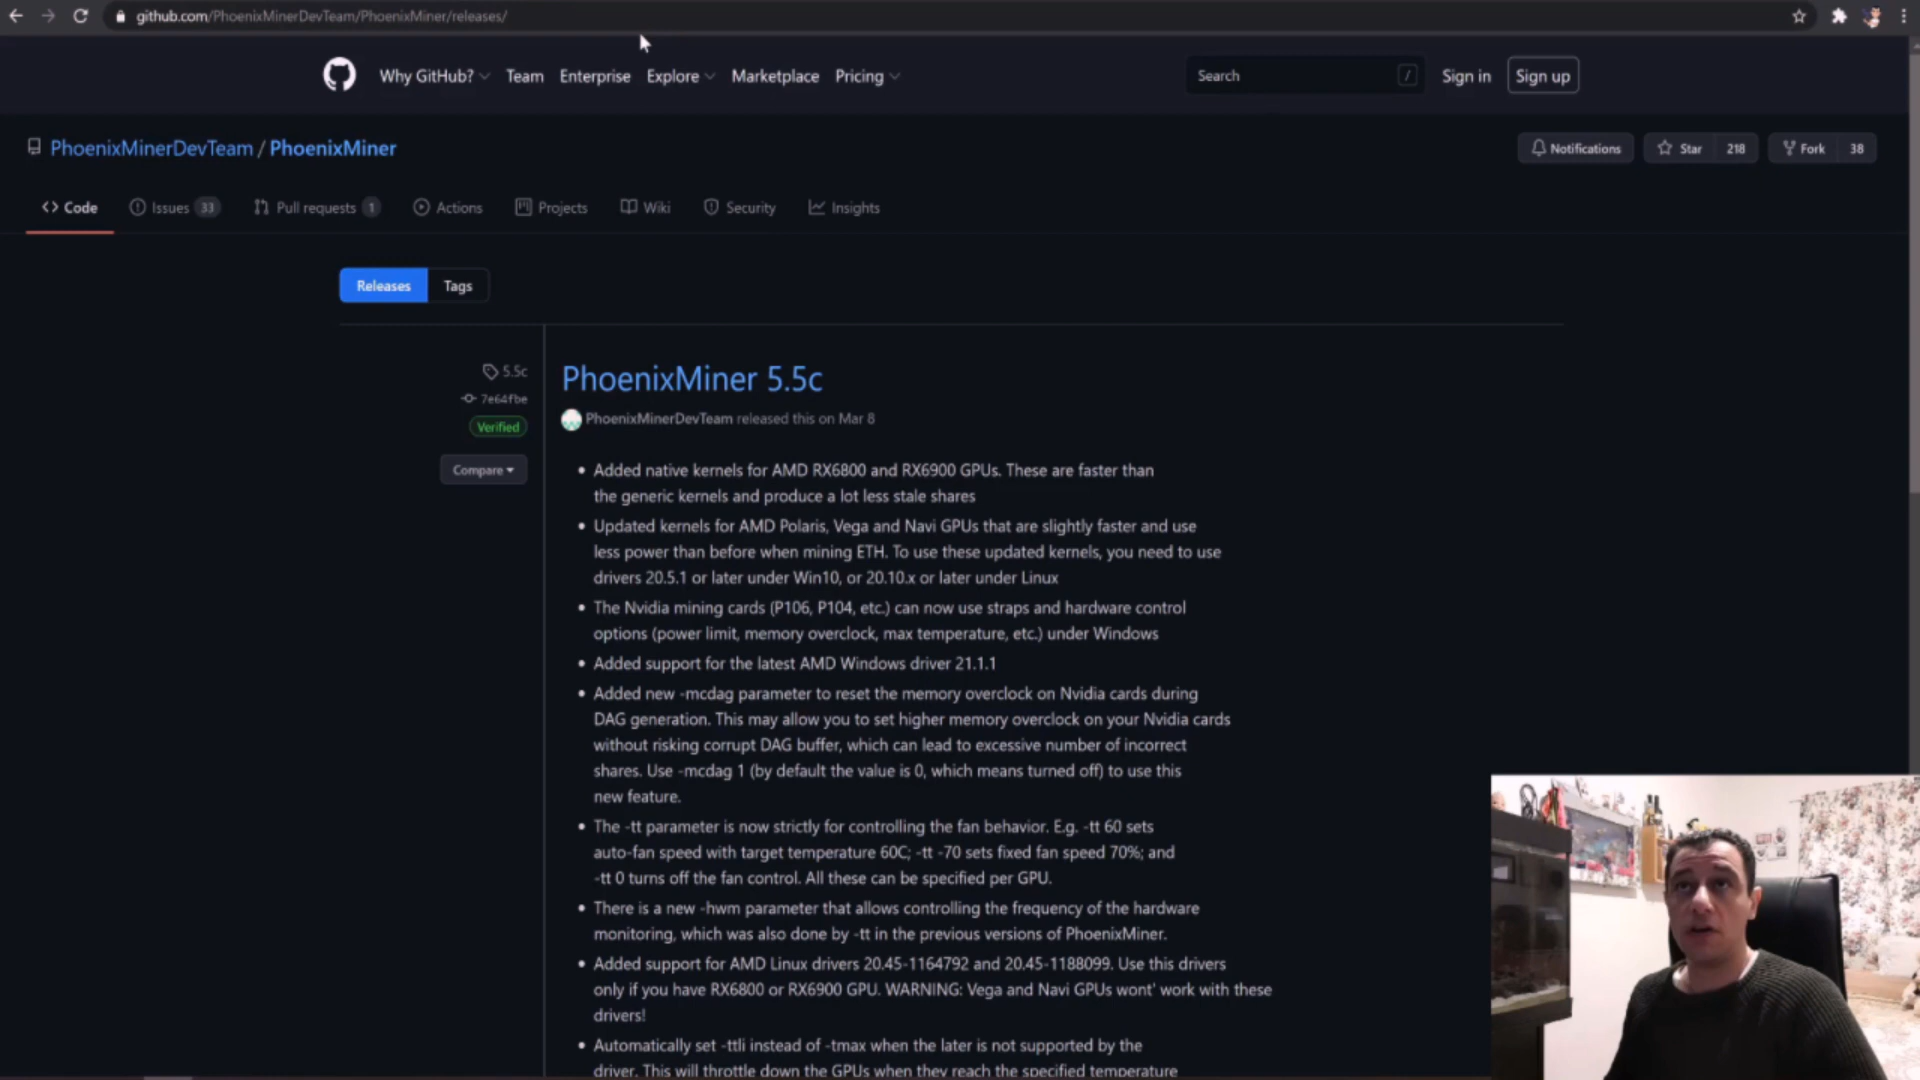 github.com/PhoenixMinerDevTeam/PhoenixMiner/releases/
Why GitHub? Team Enterprise Explore Marketplace Pricing Search / Sign in Sign up
PhoenixMinerDevTeam / PhoenixMiner Notifications Star 218 Fork 38
Code Issues 33 Pull requests 1 Actions Projects Wiki Security Insights
Releases Tags
5.5c
7e64fbe
Verified
Compare
PhoenixMiner 5.5c
PhoenixMinerDevTeam released this on Mar 8
• Added native kernels for AMD RX6800 and RX6900 GPUs. These are faster than
the generic kernels and produce a lot less stale shares
• Updated kernels for AMD Polaris, Vega and Navi GPUs that are slightly faster and use
less power than before when mining ETH. To use these updated kernels, you need to use
drivers 20.5.1 or later under Win10, or 20.10.x or later under Linux
• The Nvidia mining cards (P106, P104, etc.) can now use straps and hardware control
options (power limit, memory overclock, max temperature, etc.) under Windows
• Added support for the latest AMD Windows driver 21.1.1
• Added new -mcdag parameter to reset the memory overclock on Nvidia cards during
DAG generation. This may allow you to set higher memory overclock on your Nvidia cards
without risking corrupt DAG buffer, which can lead to excessive number of incorrect
shares. Use -mcdag 1 (by default the value is 0, which means turned off) to use this
new feature.
• The -tt parameter is now strictly for controlling the fan behavior. E.g. -tt 60 sets
auto-fan speed with target temperature 60C; -tt -70 sets fixed fan speed 70%; and
-tt 0 turns off the fan control. All these can be specified per GPU.
• There is a new -hwm parameter that allows controlling the frequency of the hardware
monitoring, which was also done by -tt in the previous versions of PhoenixMiner.
• Added support for AMD Linux drivers 20.45-1164792 and 20.45-1188099. Use this drivers
only if you have RX6800 or RX6900 GPU. WARNING: Vega and Navi GPUs wont' work with these
drivers!
• Automatically set -ttli instead of -tmax when the later is not supported by the
driver. This will throttle down the GPUs when they reach the specified temperature